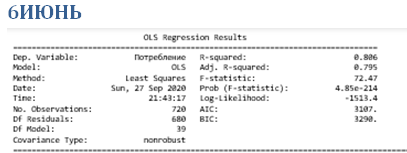 6ИЮНЬ
OLS Regression Results
Dep. Variable: Потребление R-squared: 0.806
Model: OLS Adj. R-squared: 0.795
Method: Least Squares F-statistic: 72.47
Date: Sun, 27 Sep 2020 Prob (F-statistic): 4.85e-214
Time: 21:43:17 Log-Likelihood: -1513.4
No. Observations: 720 AIC: 3107.
Df Residuals: 680 BIC: 3290.
Df Model: 39
Covariance Type: nonrobust